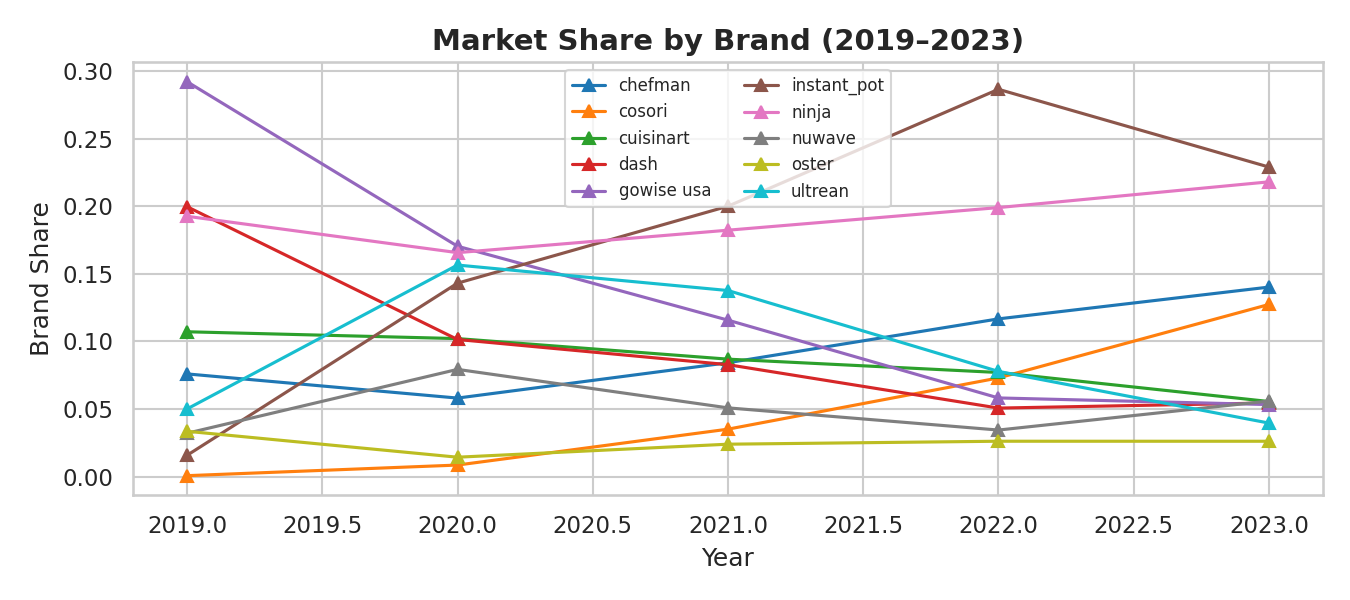 Market Share by Brand (2019–2023)
Brand Share
0.30
0.25
0.20
0.15
0.10
0.05
0.00
chefman
cosori
cuisinart
dash
gowise usa
instant_pot
ninja
nuwave
oster
ultrean
2019.0 2019.5 2020.0 2020.5 2021.0 2021.5 2022.0 2022.5 2023.0
Year